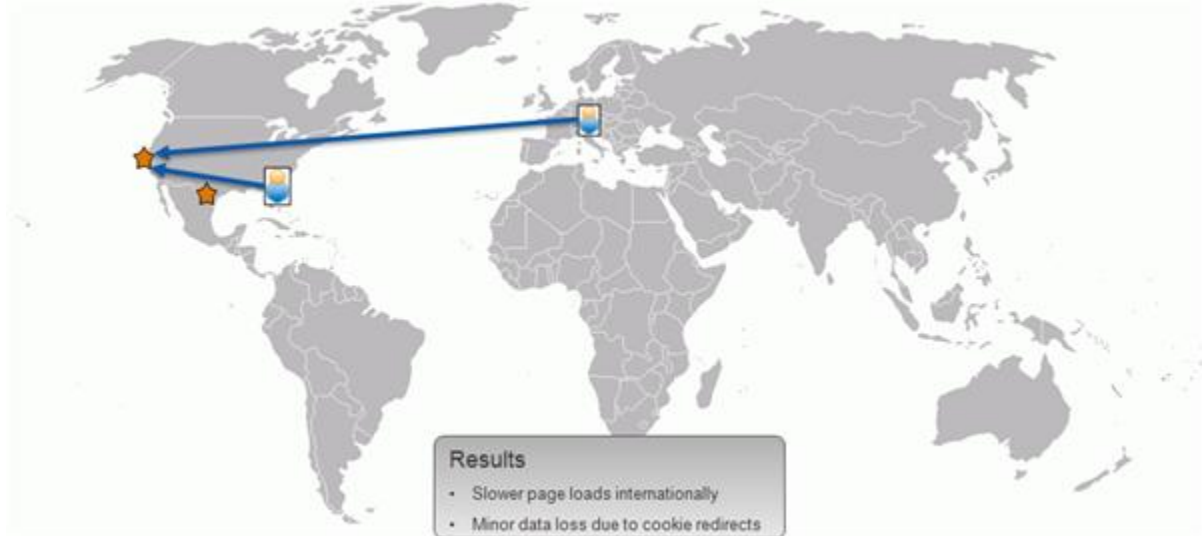 Results
• Slower page loads internationally
• Minor data loss due to cookie redirects